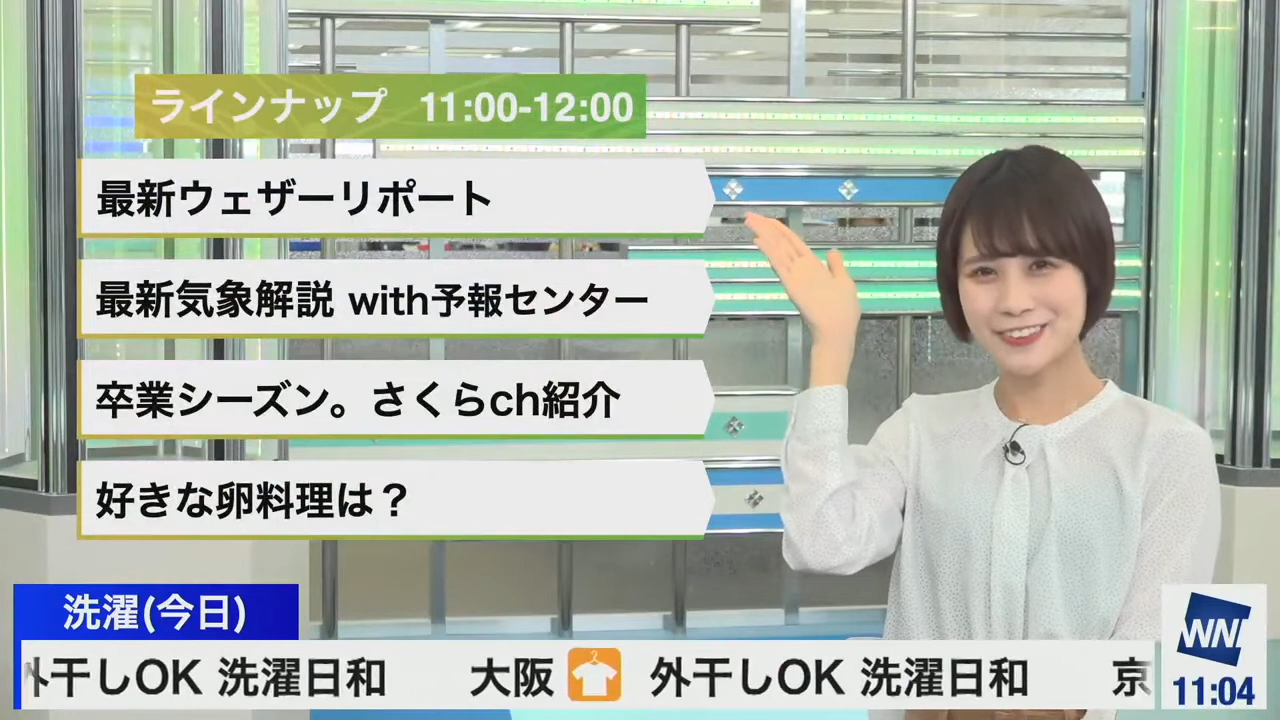 ラインナップ 11:00-12:00
最新ウェザーリポート
最新気象解説 with予報センター
卒業シーズン。さくらch紹介
好きな卵料理は？
洗濯(今日)
外干しOK 洗濯日和 大阪 外干しOK 洗濯日和 京
WNI
11:04